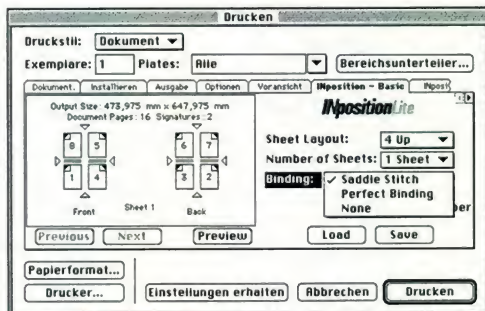 Drucken
Druckstil: Dokument
Exemplare: 1 Plates: Alle Bereichsunterteiler...
Dokument. Installieren Ausgabe Optionen Voransicht INposition - Basic INposit
Output Size: 473,975 mm x 647,975 mm
Document Pages: 16 Signatures: 2
INpositionLite
8 5 6 7
1 4 3 2
Front Sheet 1 Back
Sheet Layout: 4 Up
Number of Sheets: 1 Sheet
Binding: ✓ Saddle Stitch
Perfect Binding
None
Previous Next Preview Load Save
Papierformat...
Drucker... Einstellungen erhalten Abbrechen Drucken